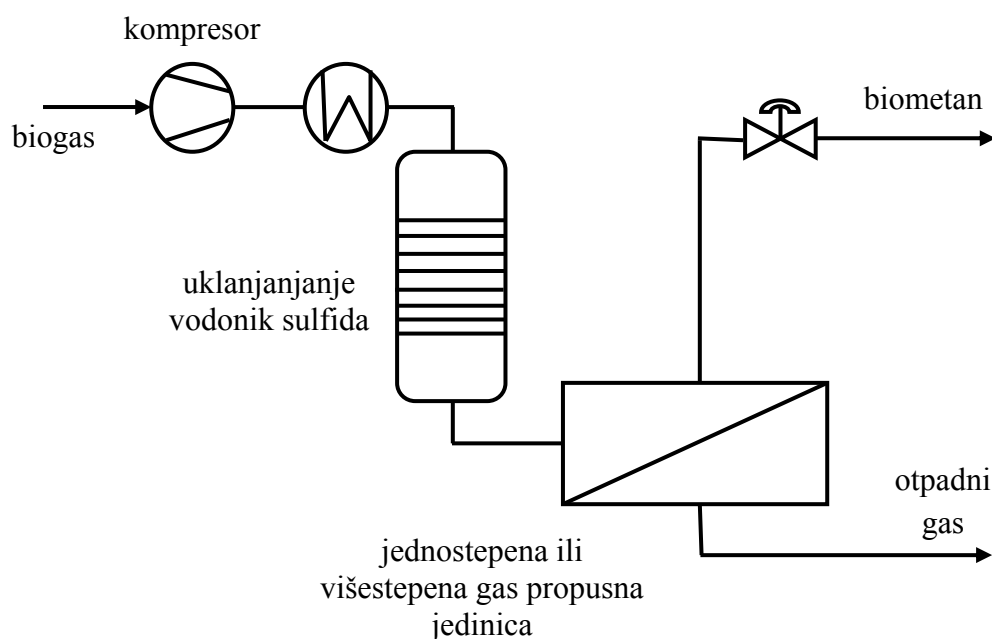 kompresor
biogas
biometan
uklanjanjanje
vodonik sulfida
otpadni
gas
jednostepena ili
višestepena gas propusna
jedinica